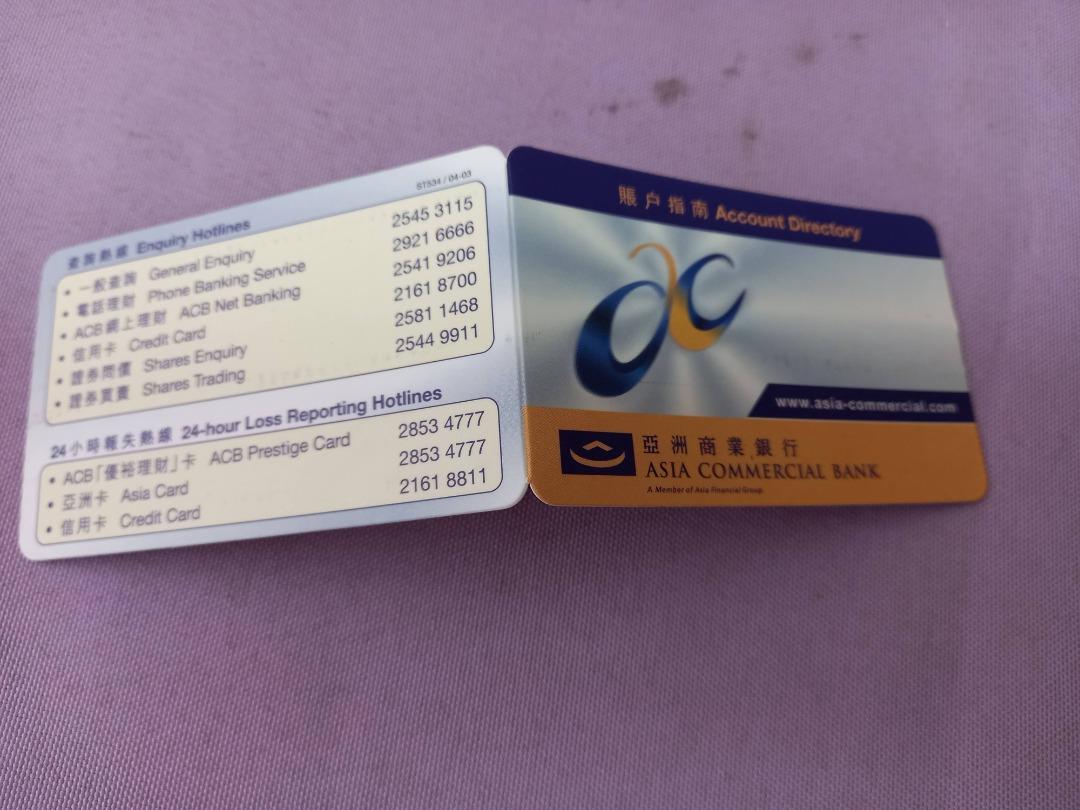 ST534 / 04-03
查詢熱線 Enquiry Hotlines
• 一般查詢 General Enquiry 2545 3115
• 電話理財 Phone Banking Service 2921 6666
• ACB網上理財 ACB Net Banking 2541 9206
• 信用卡 Credit Card 2161 8700
• 證券問價 Shares Enquiry 2581 1468
• 證券買賣 Shares Trading 2544 9911
24小時報失熱線 24-hour Loss Reporting Hotlines
• ACB「優裕理財」卡 ACB Prestige Card 2853 4777
• 亞洲卡 Asia Card 2853 4777
• 信用卡 Credit Card 2161 8811
賬户指南 Account Directory
ac
www.asia-commercial.com
亞洲商業銀行
ASIA COMMERCIAL BANK
A Member of Asia Financial Group